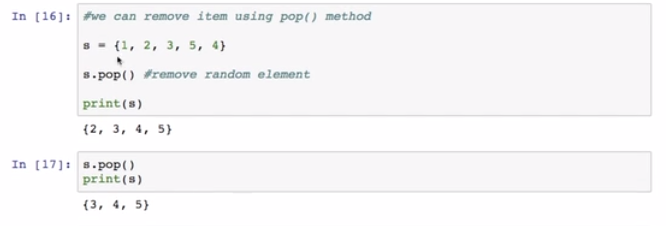 In [16]: #we can remove item using pop() method
s = {1, 2, 3, 5, 4}
s.pop() #remove random element
print(s)
{2, 3, 4, 5}
In [17]: s.pop()
print(s)
{3, 4, 5}